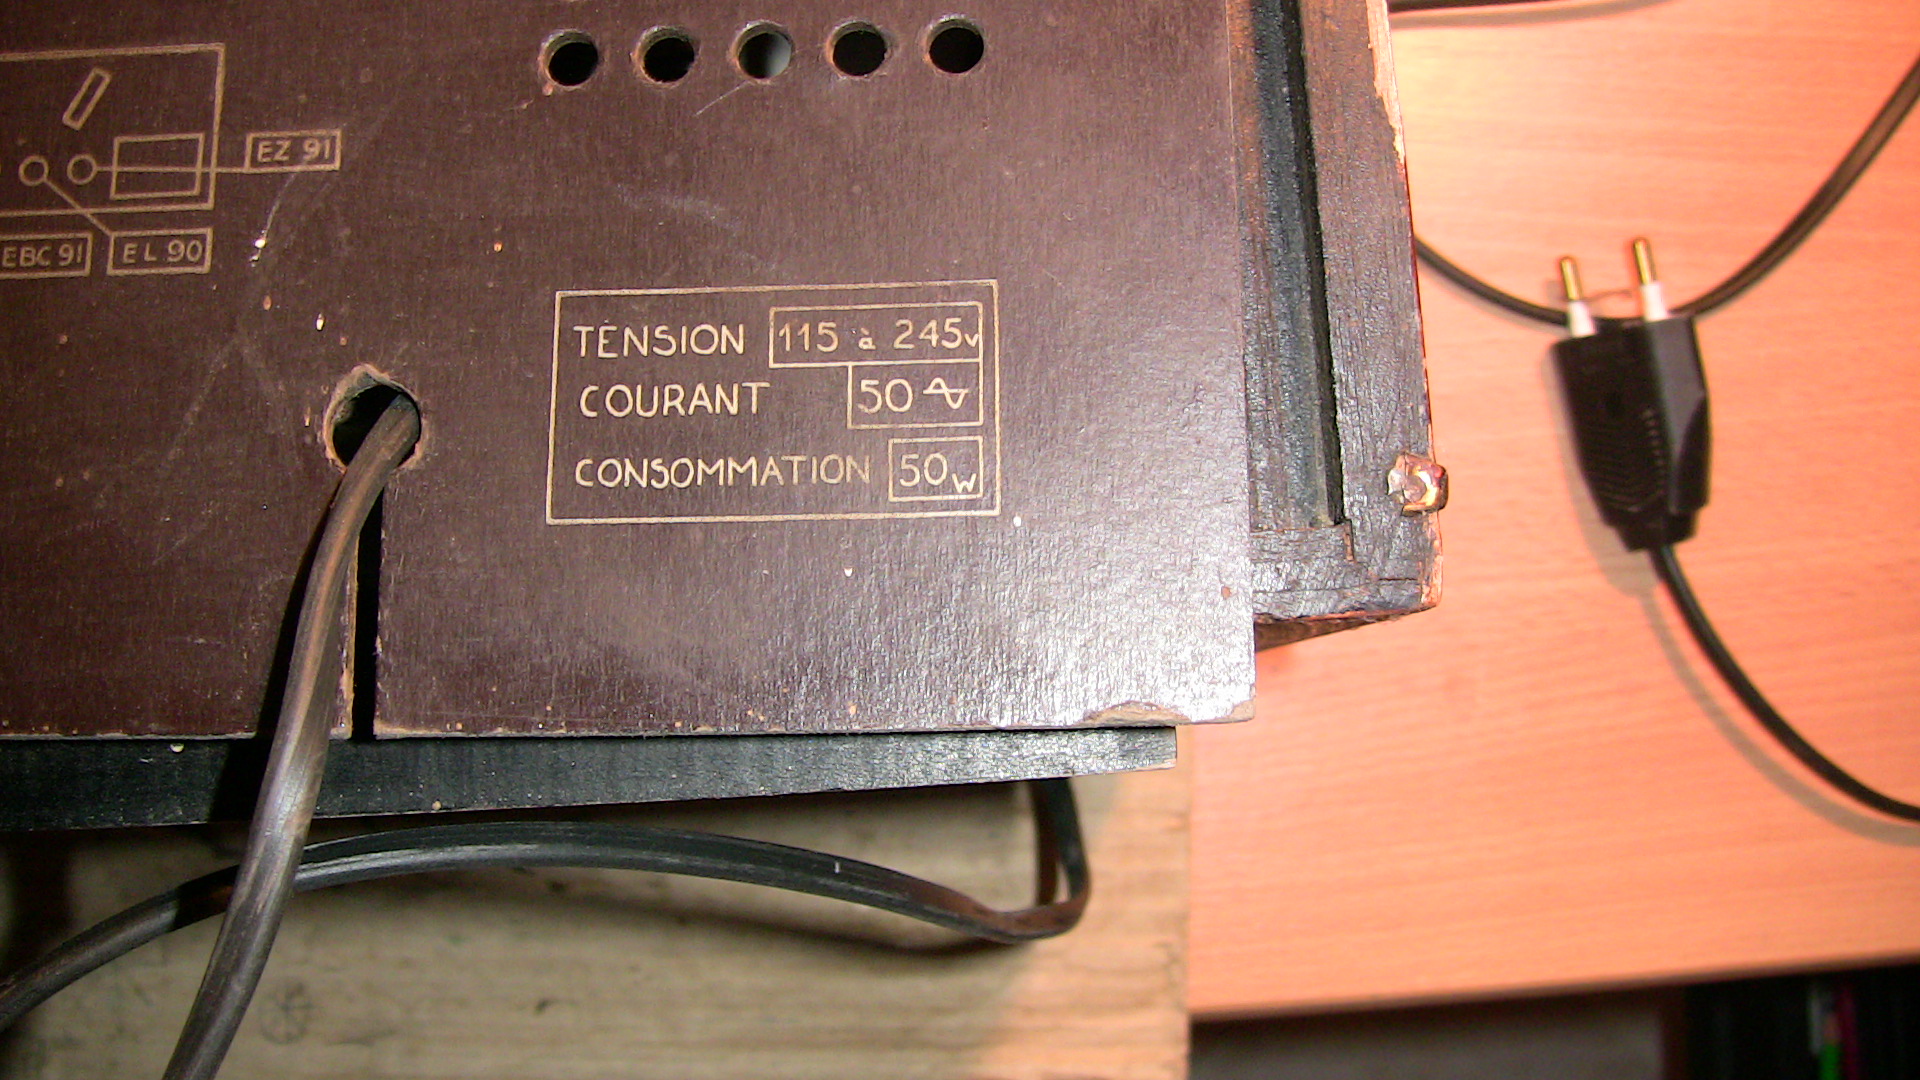 EZ 91
EBC 91
EL 90
TENSION 115 à 245v
COURANT 50
CONSOMMATION 50w